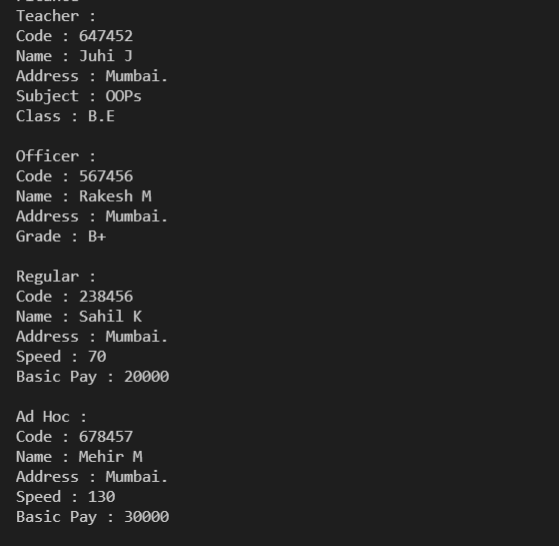 Teacher :
Code : 647452
Name : Juhi J
Address : Mumbai.
Subject : OOPs
Class : B.E
Officer :
Code : 567456
Name : Rakesh M
Address : Mumbai.
Grade : B+
Regular :
Code : 238456
Name : Sahil K
Address : Mumbai.
Speed : 70
Basic Pay : 20000
Ad Hoc :
Code : 678457
Name : Mehir M
Address : Mumbai.
Speed : 130
Basic Pay : 30000